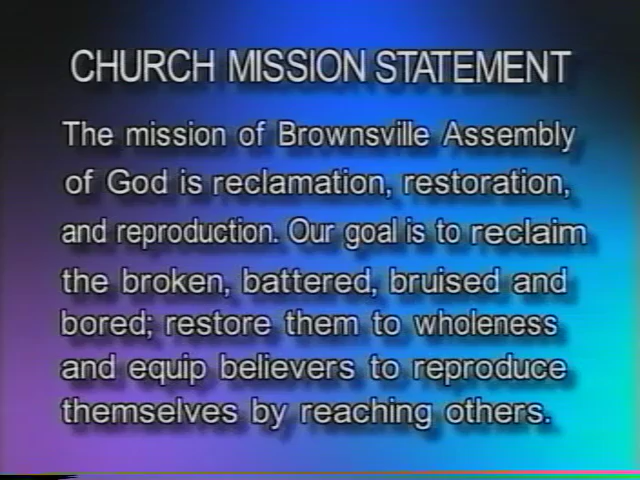 CHURCH MISSION STATEMENT
The mission of Brownsville Assembly
of God is reclamation, restoration,
and reproduction. Our goal is to reclaim
the broken, battered, bruised and
bored; restore them to wholeness
and equip believers to reproduce
themselves by reaching others.